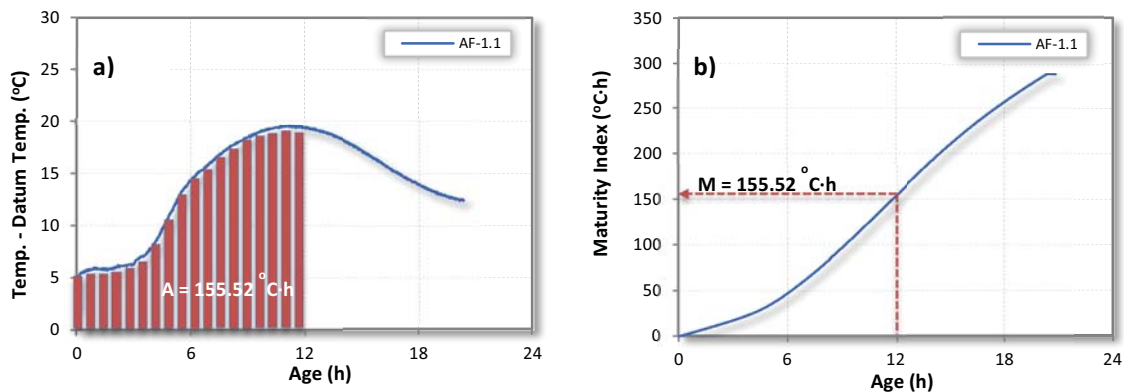 a)
AF-1.1
Temp. - Datum Temp. (ºC)
30
25
20
15
10
5
0
A = 155.52 °C·h
0 6 12 18 24
Age (h)
b)
AF-1.1
Maturity Index (ºC·h)
350
300
250
200
150
100
50
0
M = 155.52 °C·h
0 6 12 18 24
Age (h)